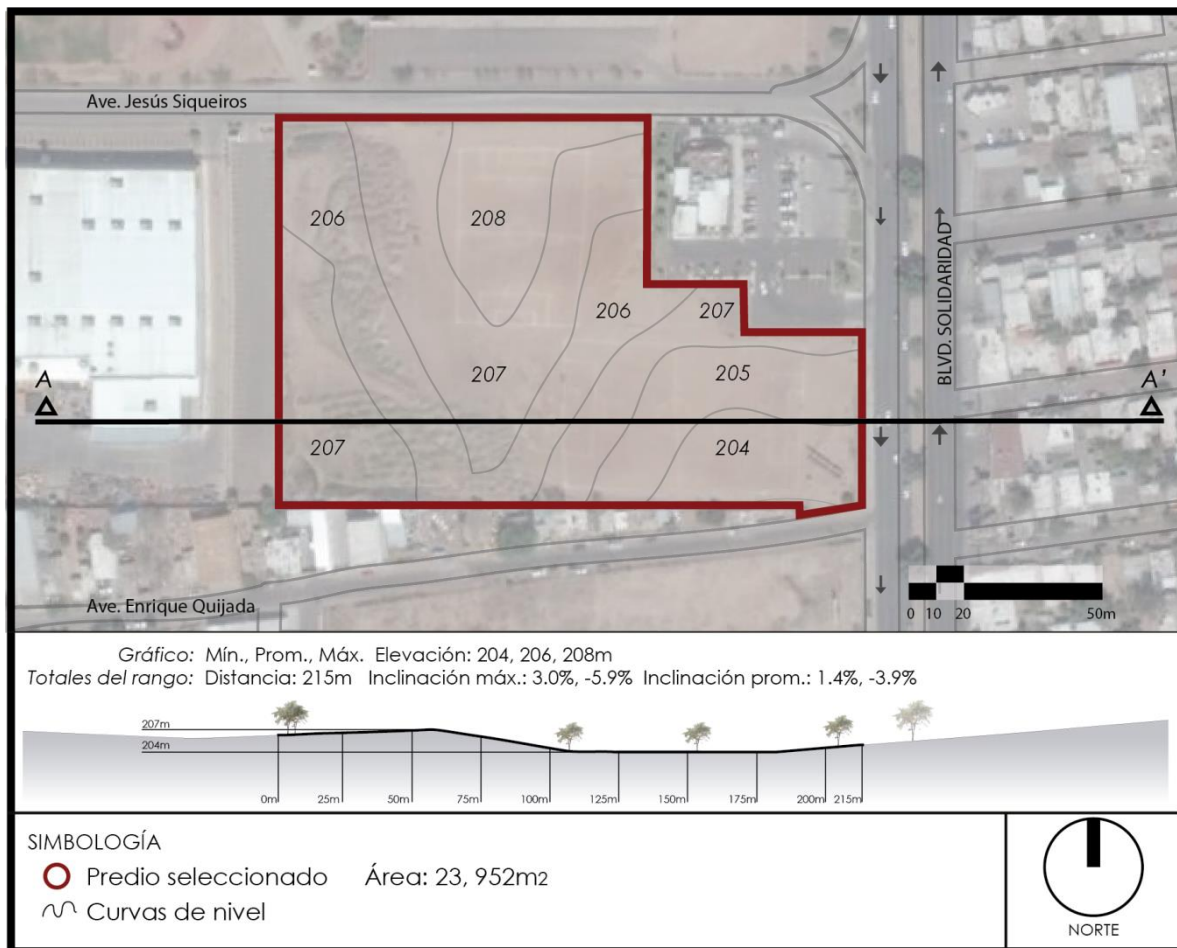 Ave. Jesús Siqueiros
206
208
BLVD. SOLIDARIDAD
206
207
207
205
A
A'
207
204
Ave. Enrique Quijada
0 10 20 50m
Gráfico: Mín., Prom., Máx. Elevación: 204, 206, 208m
Totales del rango: Distancia: 215m Inclinación máx.: 3.0%, -5.9% Inclinación prom.: 1.4%, -3.9%
207m
204m
0m 25m 50m 75m 100m 125m 150m 175m 200m 215m
SIMBOLOGÍA
Predio seleccionado Área: 23, 952m2
Curvas de nivel
NORTE